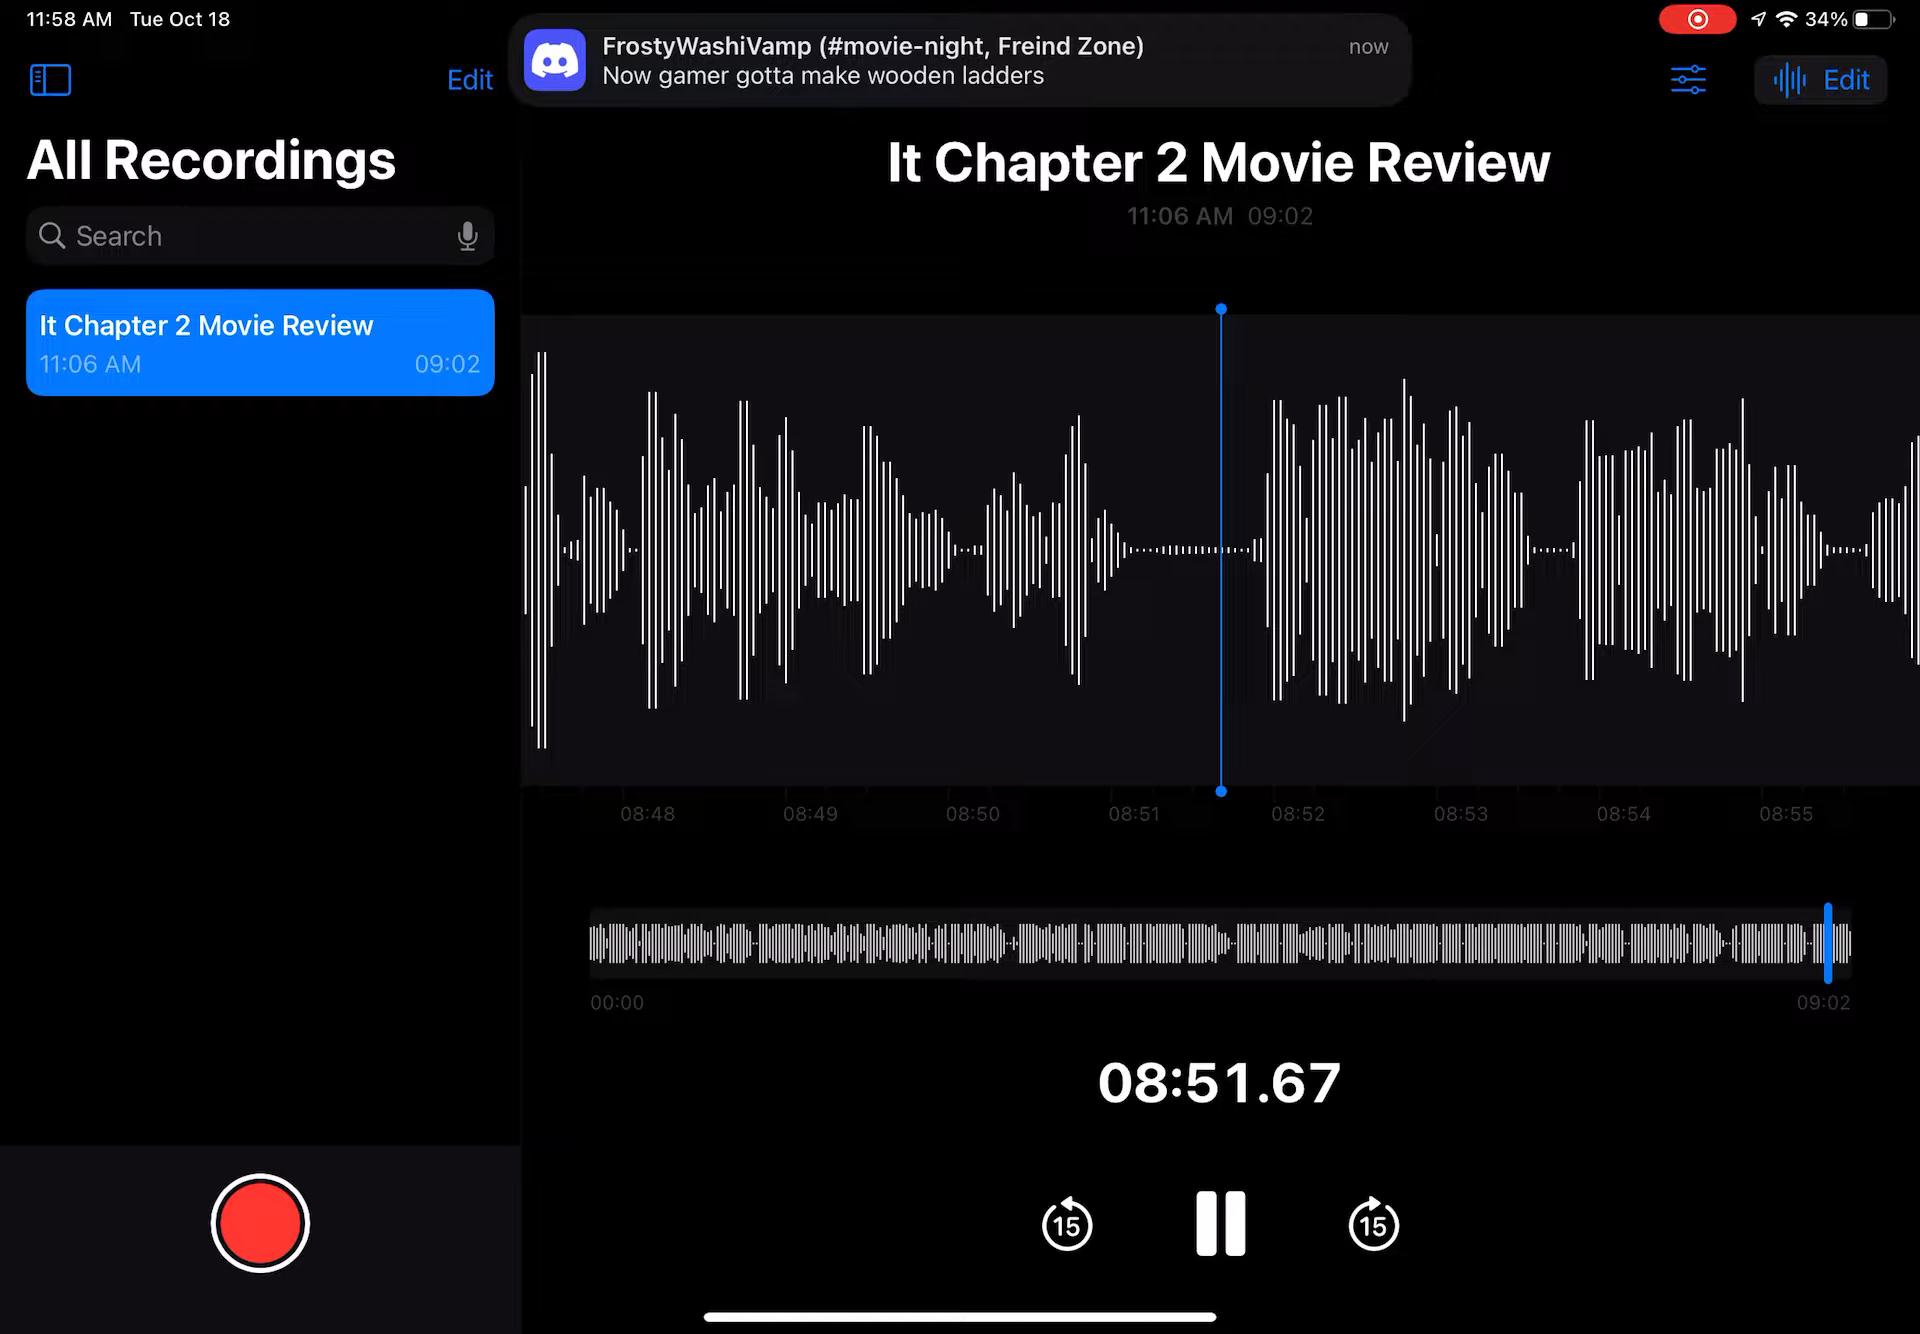 11:58 AM Tue Oct 18
34%
FrostyWashiVamp (#movie-night, Freind Zone)
now
Now gamer gotta make wooden ladders
Edit
Edit
All Recordings
Search
It Chapter 2 Movie Review
11:06 AM 09:02
It Chapter 2 Movie Review
11:06 AM 09:02
08:48 08:49 08:50 08:51 08:52 08:53 08:54 08:55
00:00 09:02
08:51.67
15 15